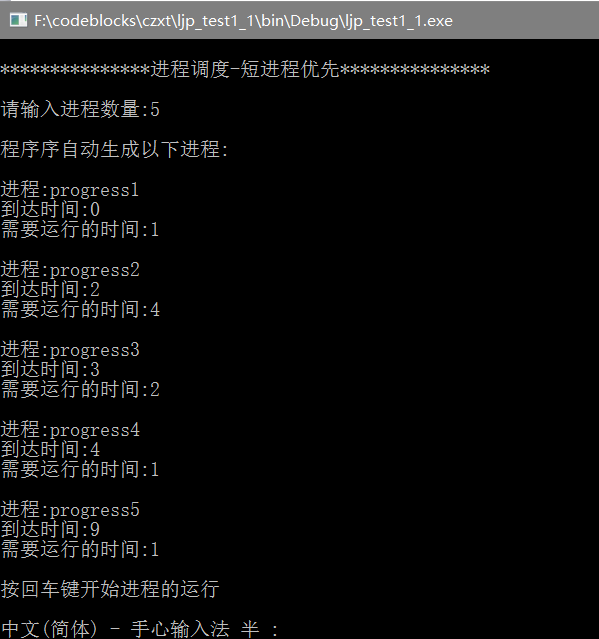 F:\codeblocks\czxt\ljp_test1_1\bin\Debug\ljp_test1_1.exe
***************进程调度-短进程优先***************
请输入进程数量:5
程序序自动生成以下进程:
进程:progress1
到达时间:0
需要运行的时间:1
进程:progress2
到达时间:2
需要运行的时间:4
进程:progress3
到达时间:3
需要运行的时间:2
进程:progress4
到达时间:4
需要运行的时间:1
进程:progress5
到达时间:9
需要运行的时间:1
按回车键开始进程的运行
中文(简体) - 手心输入法 半 :